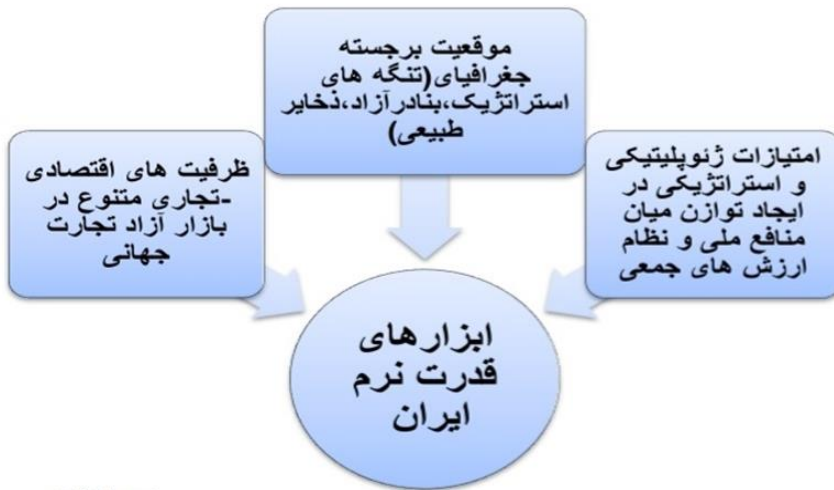 موقعیت برجسته
جغرافیای(تنگه های
استراتژیک،بنادرآزاد،ذخایر
طبیعی)
امتیازات ژئوپلیتیکی
و استراتژیکی در
ایجاد توازن میان
منافع ملی و نظام
ارزش های جمعی
ظرفیت های اقتصادی
-تجاری متنوع در
بازار آزاد تجارت
جهانی
ابزارهای
قدرت نرم
ایران